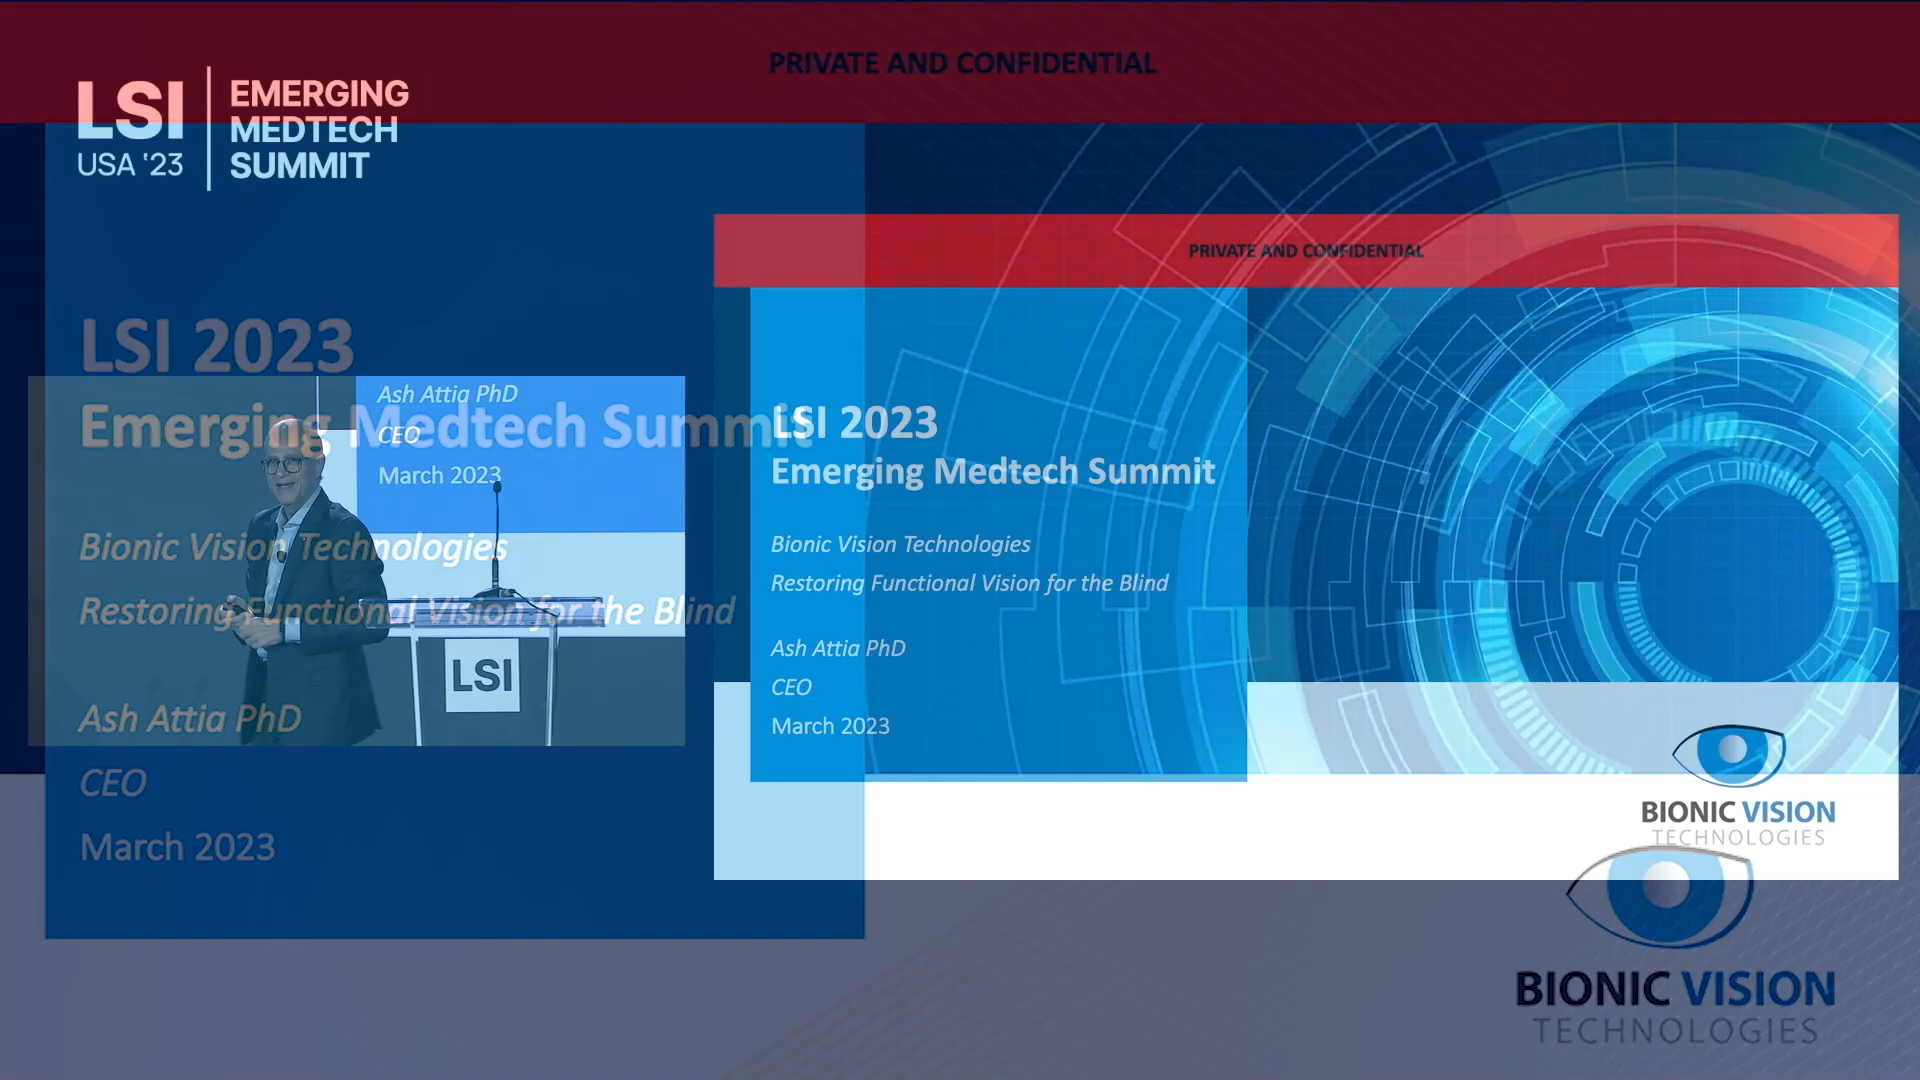 PRIVATE AND CONFIDENTIAL
LSI
USA '23
EMERGING
MEDTECH
SUMMIT
LSI 2023
Emerging Medtech Summit
Bionic Vision Technologies
Restoring Functional Vision for the Blind
Ash Attia PhD
CEO
March 2023
Ash Attia PhD
CEO
March 2023
LSI
PRIVATE AND CONFIDENTIAL
LSI 2023
Emerging Medtech Summit
Bionic Vision Technologies
Restoring Functional Vision for the Blind
Ash Attia PhD
CEO
March 2023
BIONIC VISION
TECHNOLOGIES
BIONIC VISION
TECHNOLOGIES